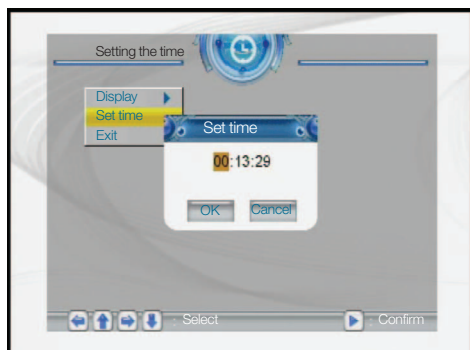 Setting the time
Display
Set time
Exit
Set time
00:13:29
OK Cancel
: Select : Confirm